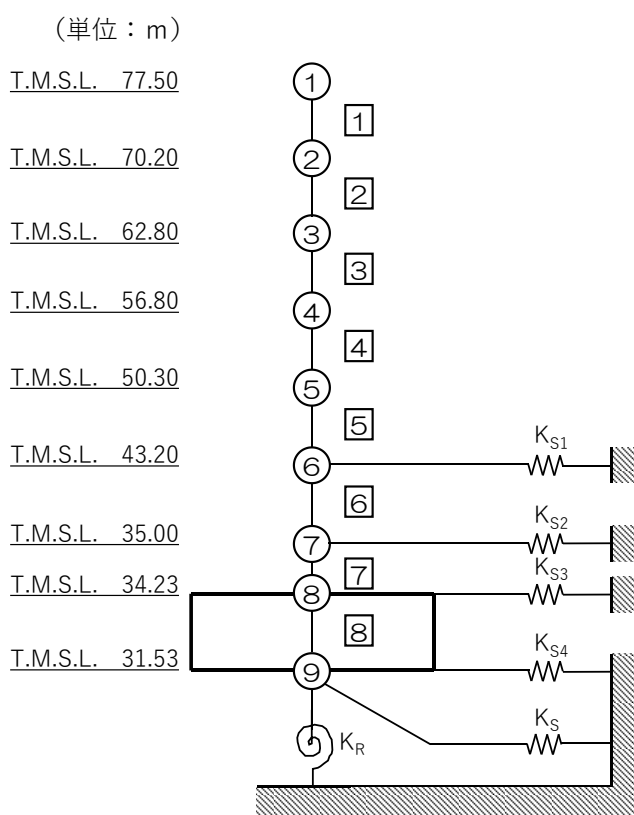 （単位：m）
T.M.S.L. 77.50
1
1
T.M.S.L. 70.20
2
2
T.M.S.L. 62.80
3
3
T.M.S.L. 56.80
4
4
T.M.S.L. 50.30
5
5
T.M.S.L. 43.20
6
KS1
6
T.M.S.L. 35.00
7
KS2
7
T.M.S.L. 34.23
8
KS3
8
T.M.S.L. 31.53
9
KS4
KS
KR